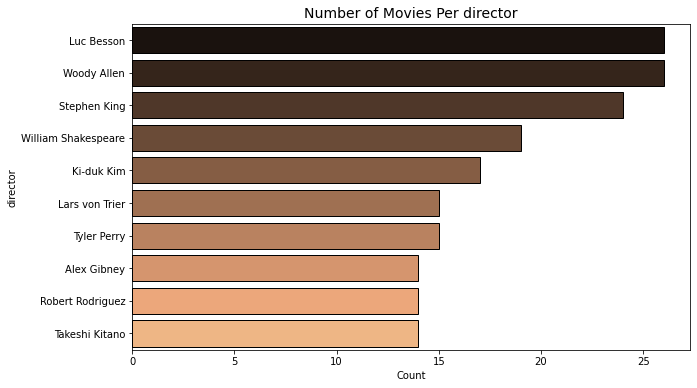 Number of Movies Per director
Luc Besson
Woody Allen
Stephen King
William Shakespeare
Ki-duk Kim
Lars von Trier
Tyler Perry
Alex Gibney
Robert Rodriguez
Takeshi Kitano
director
0 5 10 15 20 25
Count